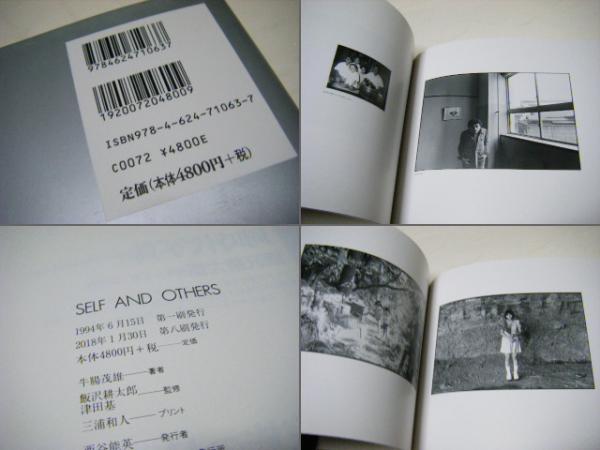 9784624710637
1920072048009
ISBN978-4-624-71063-7
C0072 ¥4800E
定価(本体4800円+税)
SELF AND OTHERS
1994年6月15日 第一刷発行
2018年1月30日 第八刷発行
本体4800円+税——定価
牛腸茂雄——著者
飯沢耕太郎——監修
津田基
三浦和人——プリント
西谷能英——発行者